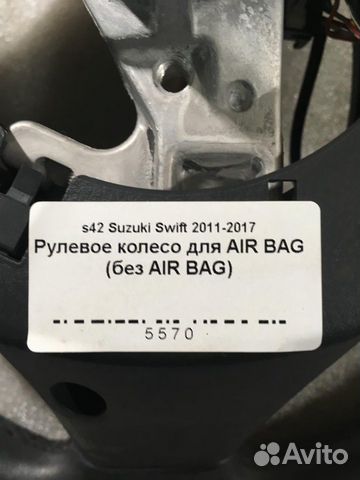 s42 Suzuki Swift 2011-2017
Рулевое колесо для AIR BAG
(без AIR BAG)
5570
Avito